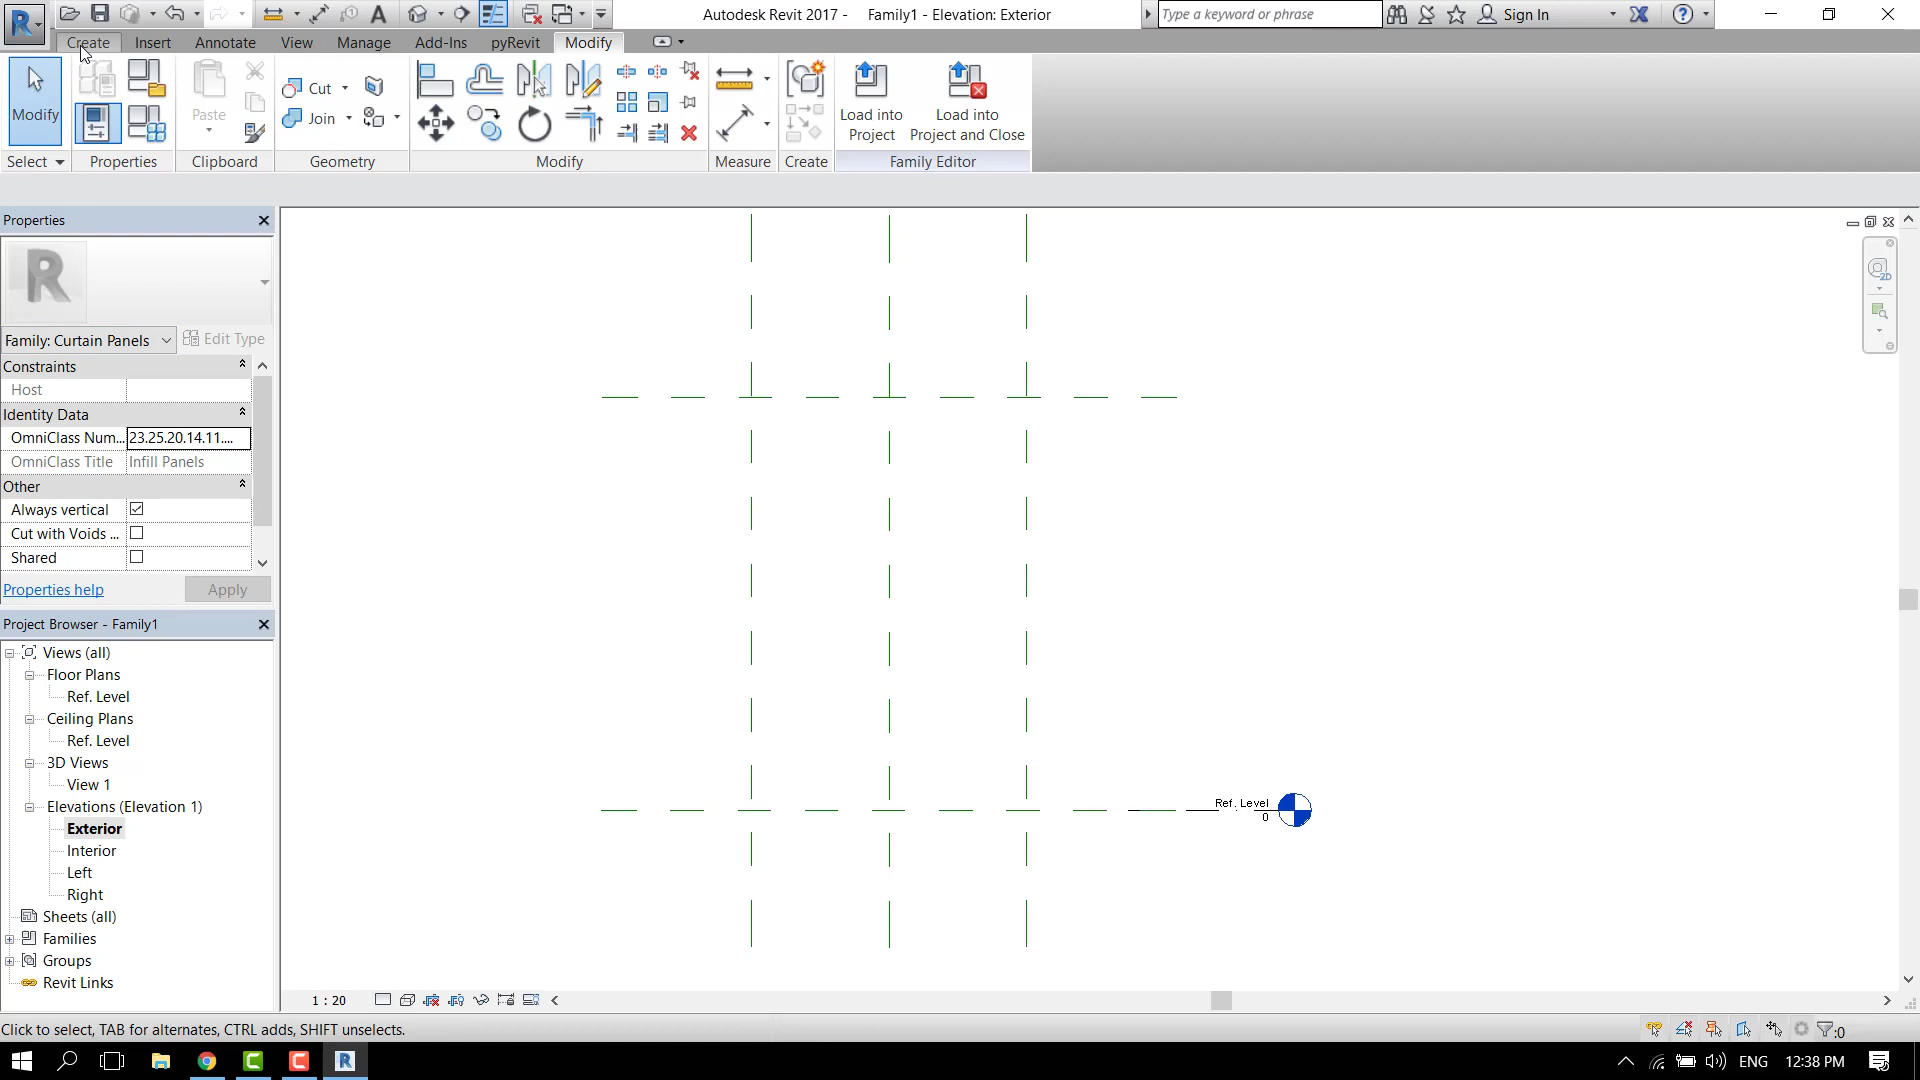 Autodesk Revit 2017 -     Family1 - Elevation: Exterior
Type a keyword or phrase
Sign In
Create
Insert
Annotate
View
Manage
Add-Ins
pyRevit
Modify
Modify
Paste
Cut
Join
Load into
Project
Load into
Project and Close
Select
Properties
Clipboard
Geometry
Modify
Measure
Create
Family Editor
Properties
Family: Curtain Panels
Edit Type
Constraints
Host
Identity Data
OmniClass Num... 23.25.20.14.11....
OmniClass Title Infill Panels
Other
Always vertical
Cut with Voids ...
Shared
Properties help
Apply
Project Browser - Family1
Views (all)
Floor Plans
Ref. Level
Ceiling Plans
Ref. Level
3D Views
View 1
Elevations (Elevation 1)
Exterior
Interior
Left
Right
Sheets (all)
Families
Groups
Revit Links
Ref. Level
0
2D
1 : 20
Click to select, TAB for alternates, CTRL adds, SHIFT unselects.
:0
ENG
12:38 PM